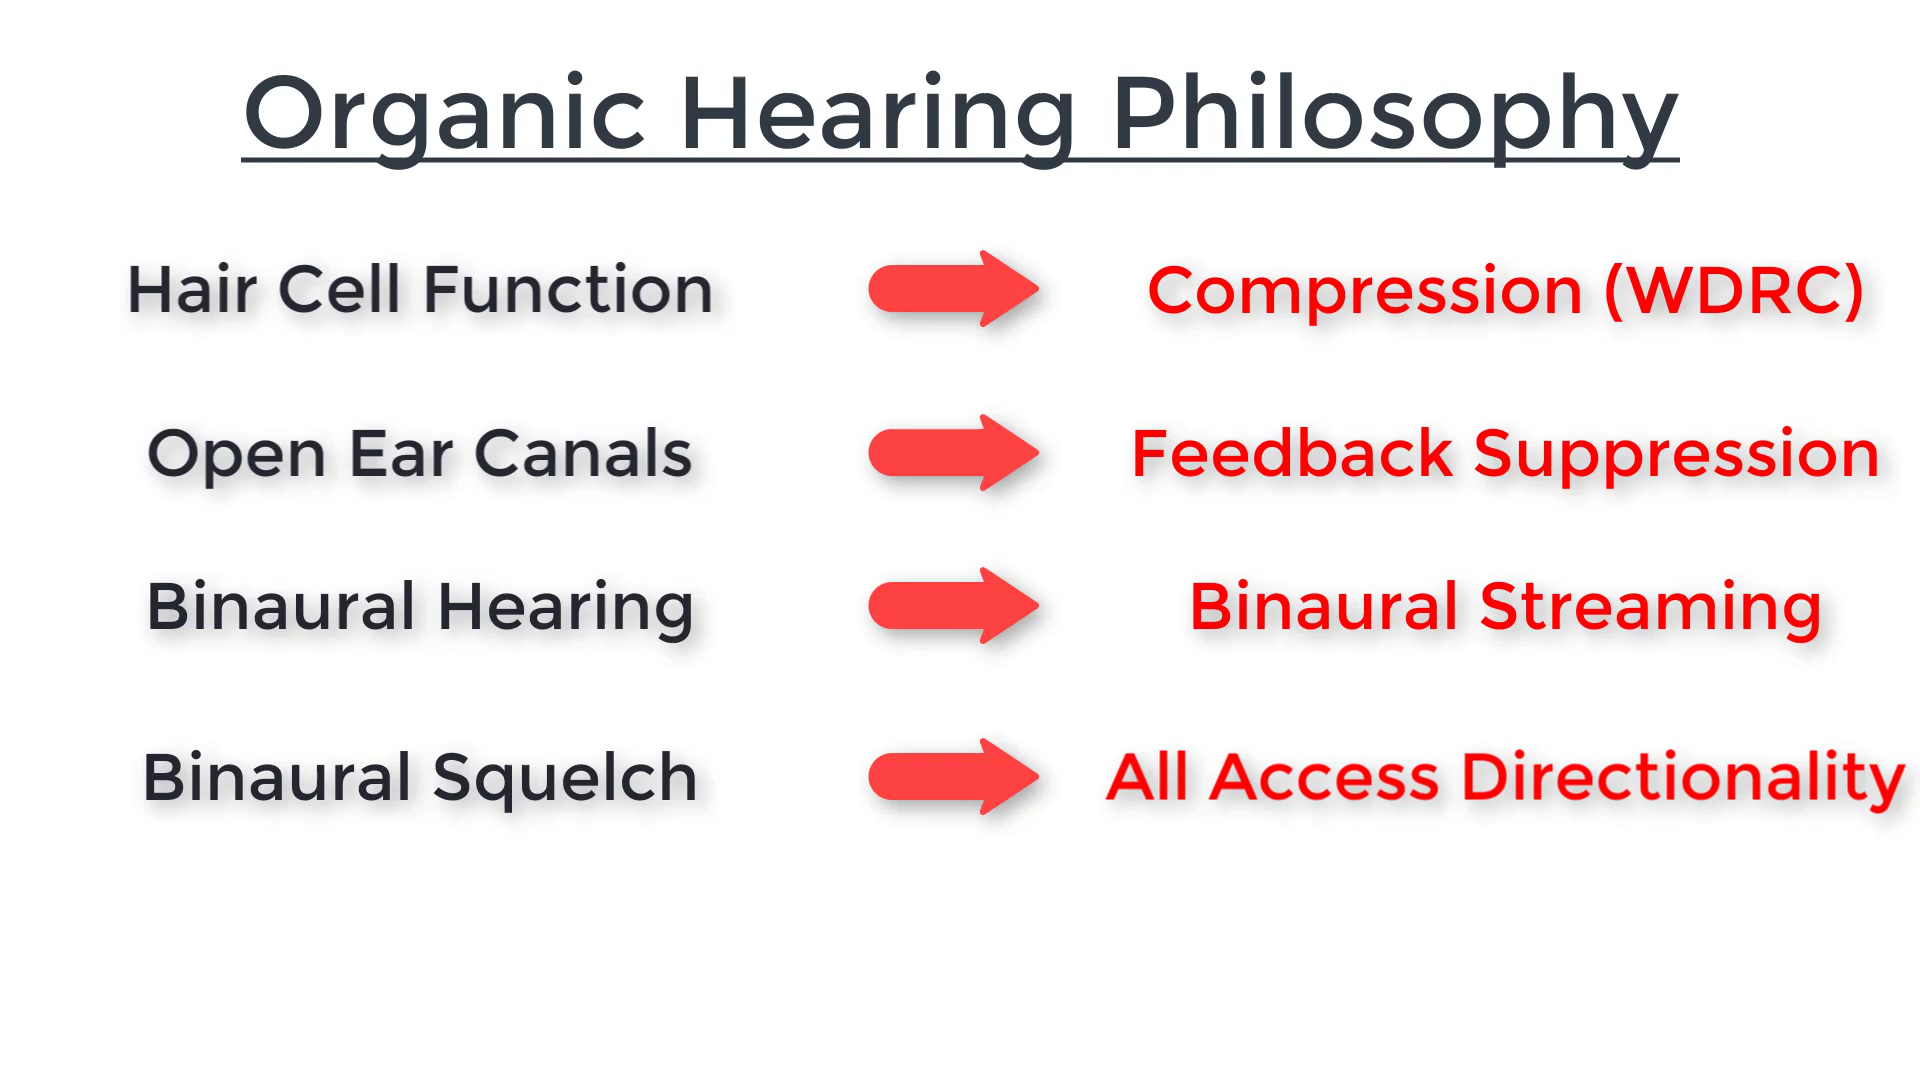 Organic Hearing Philosophy
Hair Cell Function Compression (WDRC)
Open Ear Canals Feedback Suppression
Binaural Hearing Binaural Streaming
Binaural Squelch All Access Directionality